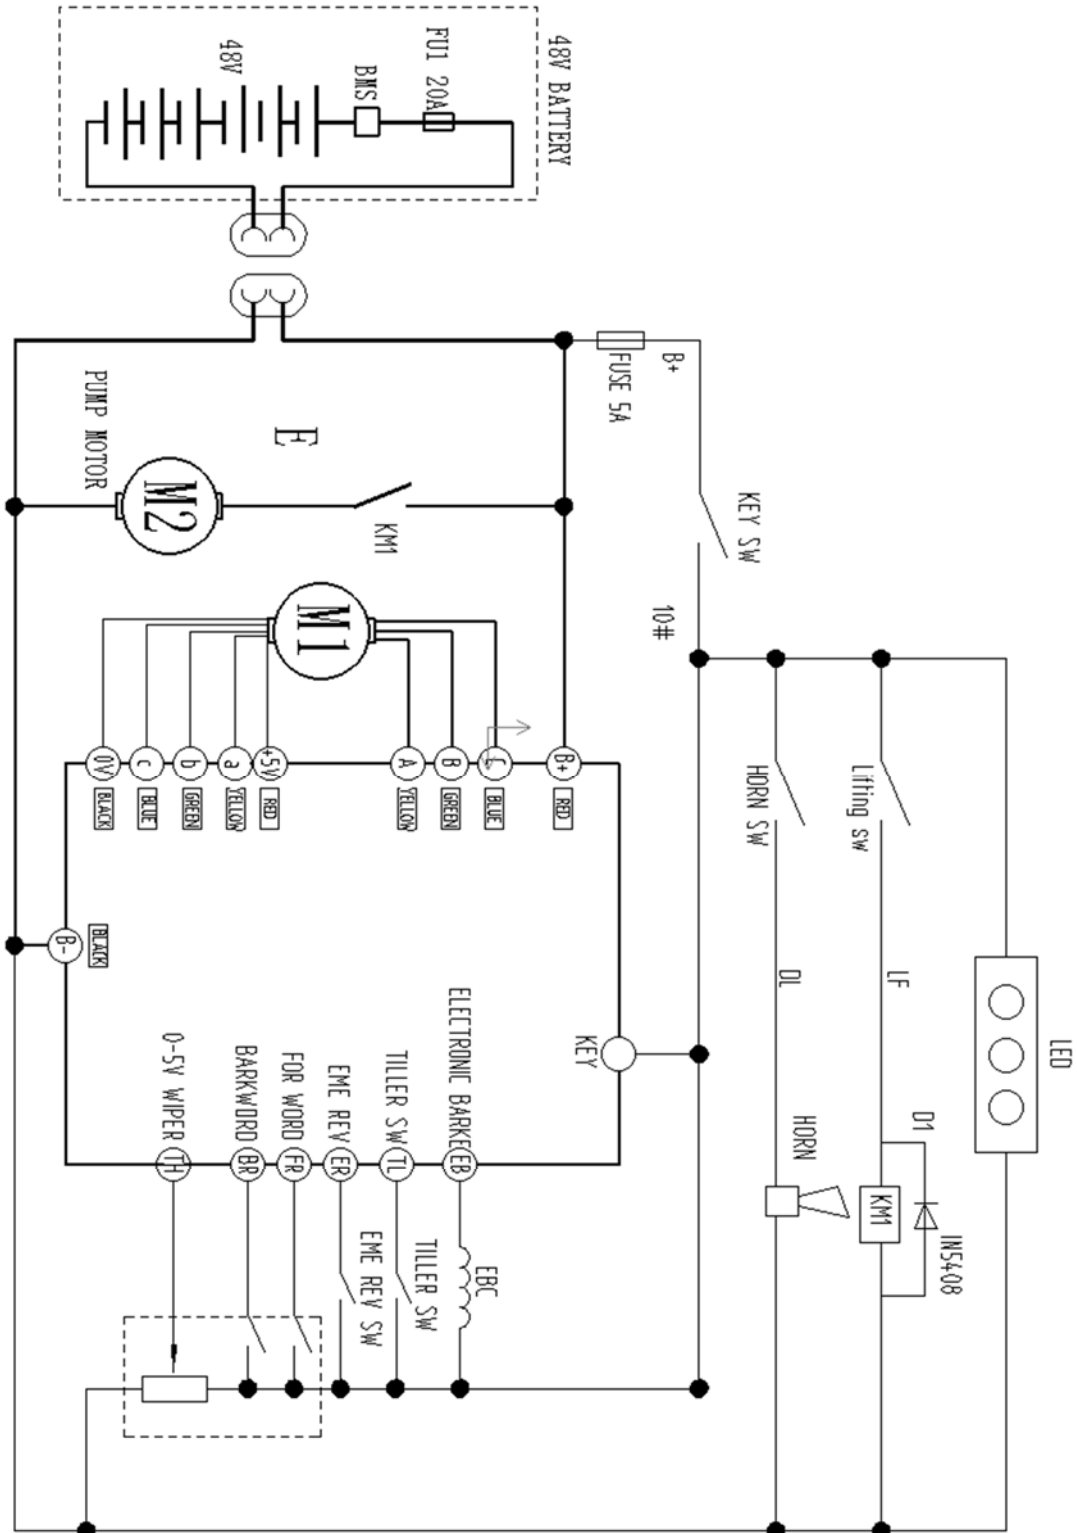 48V BATTERY
FU1 20A
BMS
48V
FUSE 5A
B+
KEY SW
10#
E
KM1
PUMP MOTOR
M2
M1
HORN SW
Lifting sw
DL
LF
LED
D1
IN5408
KM1
HORN
B+
C
B
A
+5V
a
b
c
0V
RED
BLUE
GREEN
YELLOW
RED
YELLOW
GREEN
BLUE
BLACK
B-
BLACK
KEY
ELECTRONIC BARKE
EB
TILLER SW
TL
EME REV
ER
FOR WORD
FR
BARKWORD
BR
0-5V WIPER
TH
EBC
TILLER SW
EME REV SW